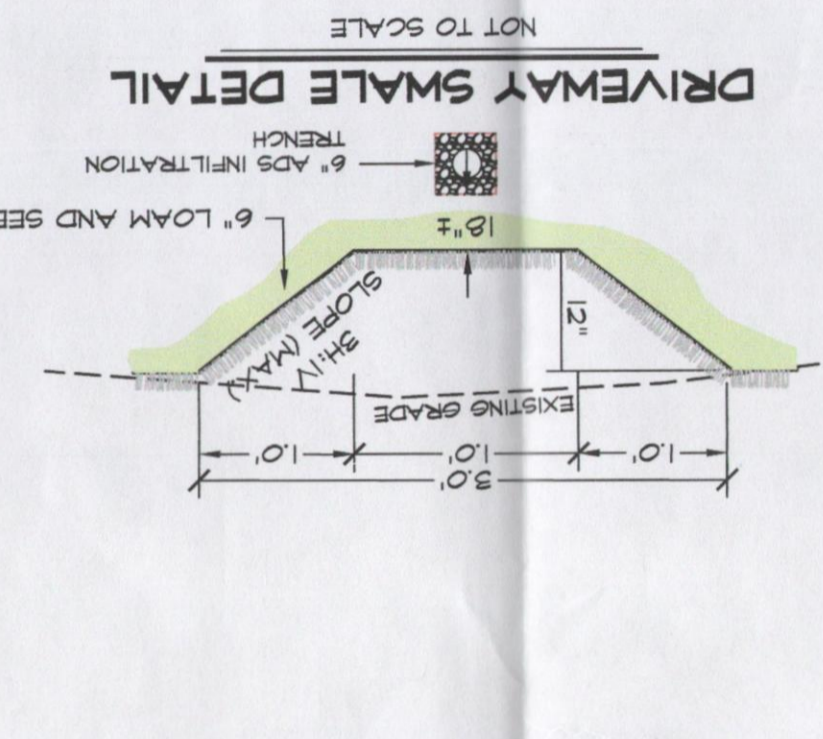 3.0'
1.0' 1.0' 1.0'
EXISTING GRADE
12"
3H:1V
SLOPE (MAX.)
18"±
6" LOAM AND
6" ADS INFILTRATION
TRENCH
DRIVEWAY SWALE DETAIL
NOT TO SCALE